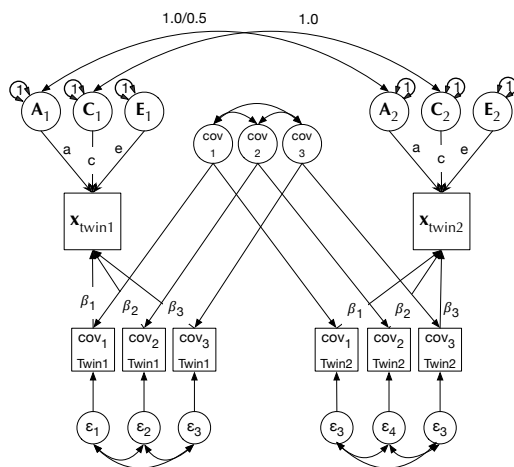 1.0/0.5 1.0
1 1 1 1 1 1
A1 C1 E1 A2 C2 E2
cov cov cov
1 2 3
a c e a c e
xtwin1 xtwin2
β1 β2 β3 β1 β2 β3
cov1 cov2 cov3 cov1 cov2 cov3
Twin1 Twin1 Twin1 Twin2 Twin2 Twin2
ε1 ε2 ε3 ε3 ε4 ε3